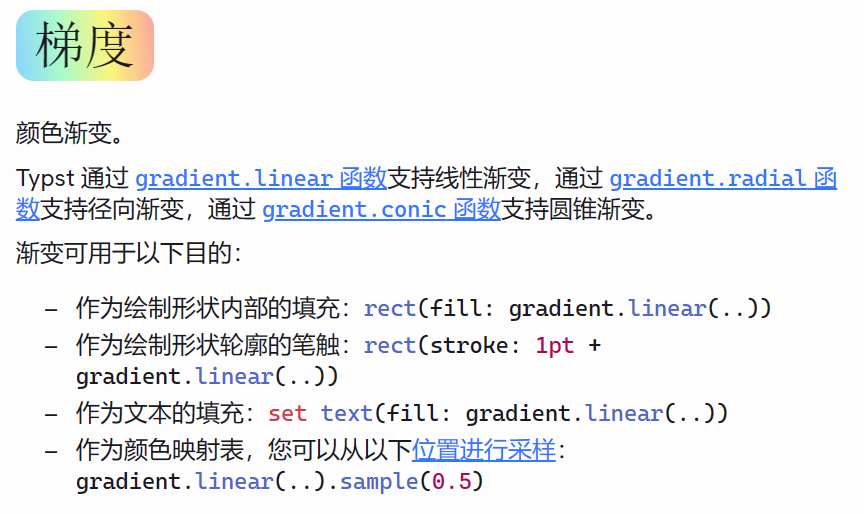 梯度
颜色渐变。
Typst 通过 gradient.linear 函数支持线性渐变，通过 gradient.radial 函
数支持径向渐变，通过 gradient.conic 函数支持圆锥渐变。
渐变可用于以下目的：
– 作为绘制形状内部的填充：rect(fill: gradient.linear(..))
– 作为绘制形状轮廓的笔触：rect(stroke: 1pt +
gradient.linear(..))
– 作为文本的填充：set text(fill: gradient.linear(..))
– 作为颜色映射表，您可以从以下位置进行采样：
gradient.linear(..).sample(0.5)